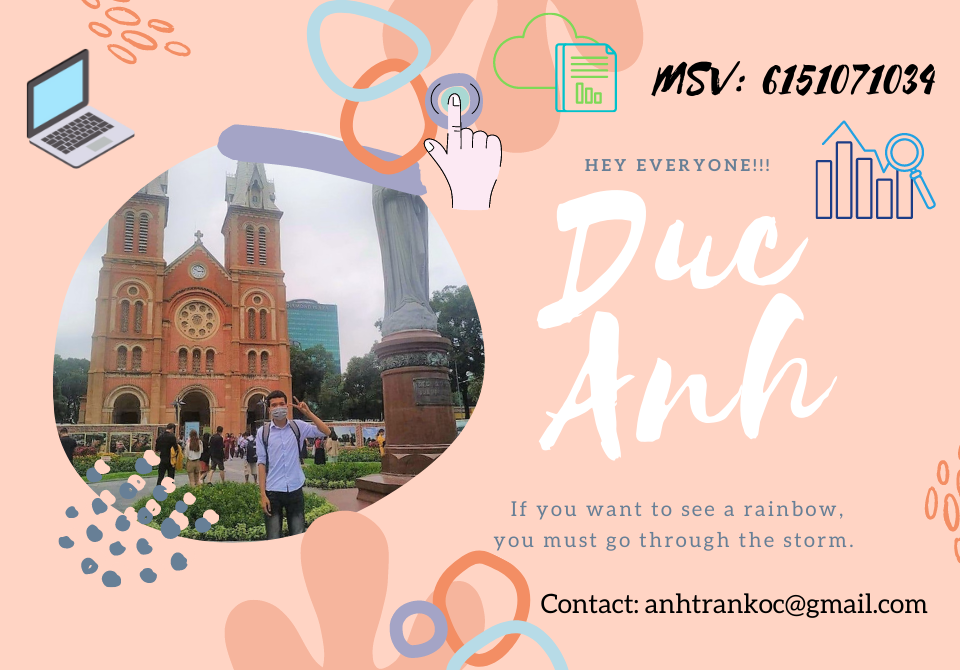 MSV: 6151071034
HEY EVERYONE!!!
Duc
Anh
If you want to see a rainbow,
you must go through the storm.
Contact: anhtrankoc@gmail.com